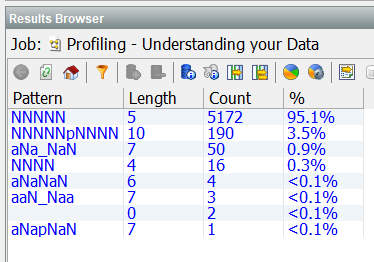 Results Browser
Job: Profiling - Understanding your Data
Pattern Length Count %
NNNNN 5 5172 95.1%
NNNNNpNNNN 10 190 3.5%
aNa_NaN 7 50 0.9%
NNNN 4 16 0.3%
aNaNaN 6 4 <0.1%
aaN_Naa 7 3 <0.1%
0 2 <0.1%
aNapNaN 7 1 <0.1%